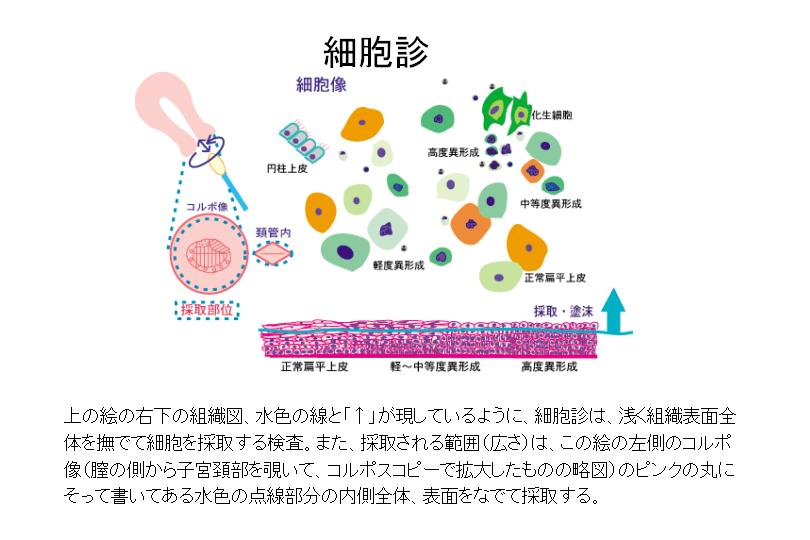 細胞診
細胞像
化生細胞
円柱上皮
高度異形成
中等度異形成
コルポ像
頚管内
軽度異形成
正常扁平上皮
採取部位
採取・塗沫
正常扁平上皮
軽～中等度異形成
高度異形成
上の絵の右下の組織図、水色の線と「↑」が現しているように、細胞診は、浅く組織表面全
体を撫でて細胞を採取する検査。また、採取される範囲（広さ）は、この絵の左側のコルポ
像（膣の側から子宮頚部を覗いて、コルポスコピーで拡大したものの略図）のピンクの丸に
そって書いてある水色の点線部分の内側全体、表面をなでて採取する。